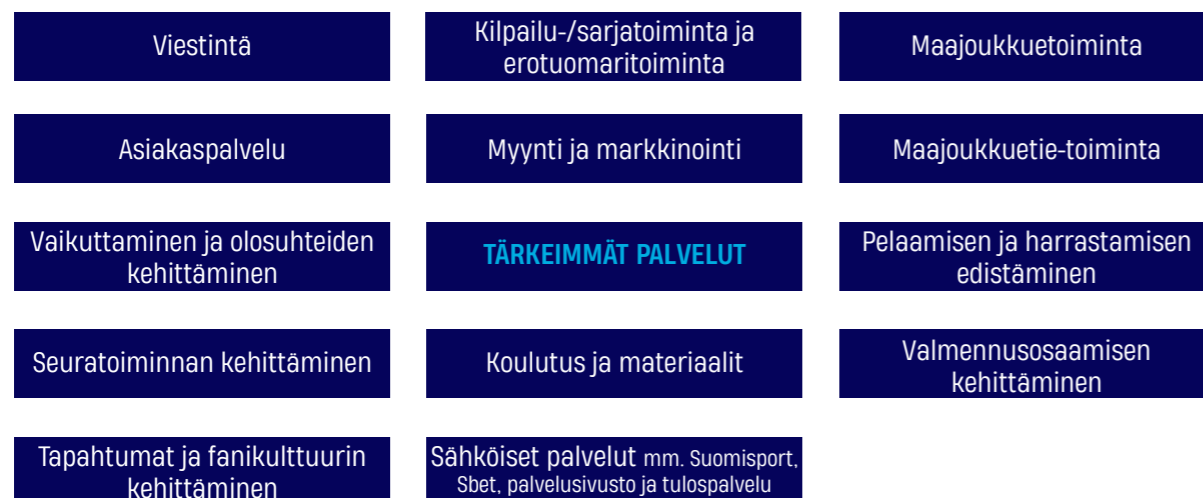 Viestintä
Kilpailu-/sarjatoiminta ja
erotuomaritoiminta
Maajoukkuetoiminta
Asiakaspalvelu
Myynti ja markkinointi
Maajoukkuetie-toiminta
Vaikuttaminen ja olosuhteiden
kehittäminen
TÄRKEIMMÄT PALVELUT
Pelaamisen ja harrastamisen
edistäminen
Seuratoiminnan kehittäminen
Koulutus ja materiaalit
Valmennusosaamisen
kehittäminen
Tapahtumat ja fanikulttuurin
kehittäminen
Sähköiset palvelut mm. Suomisport,
Sbet, palvelusivusto ja tulospalvelu